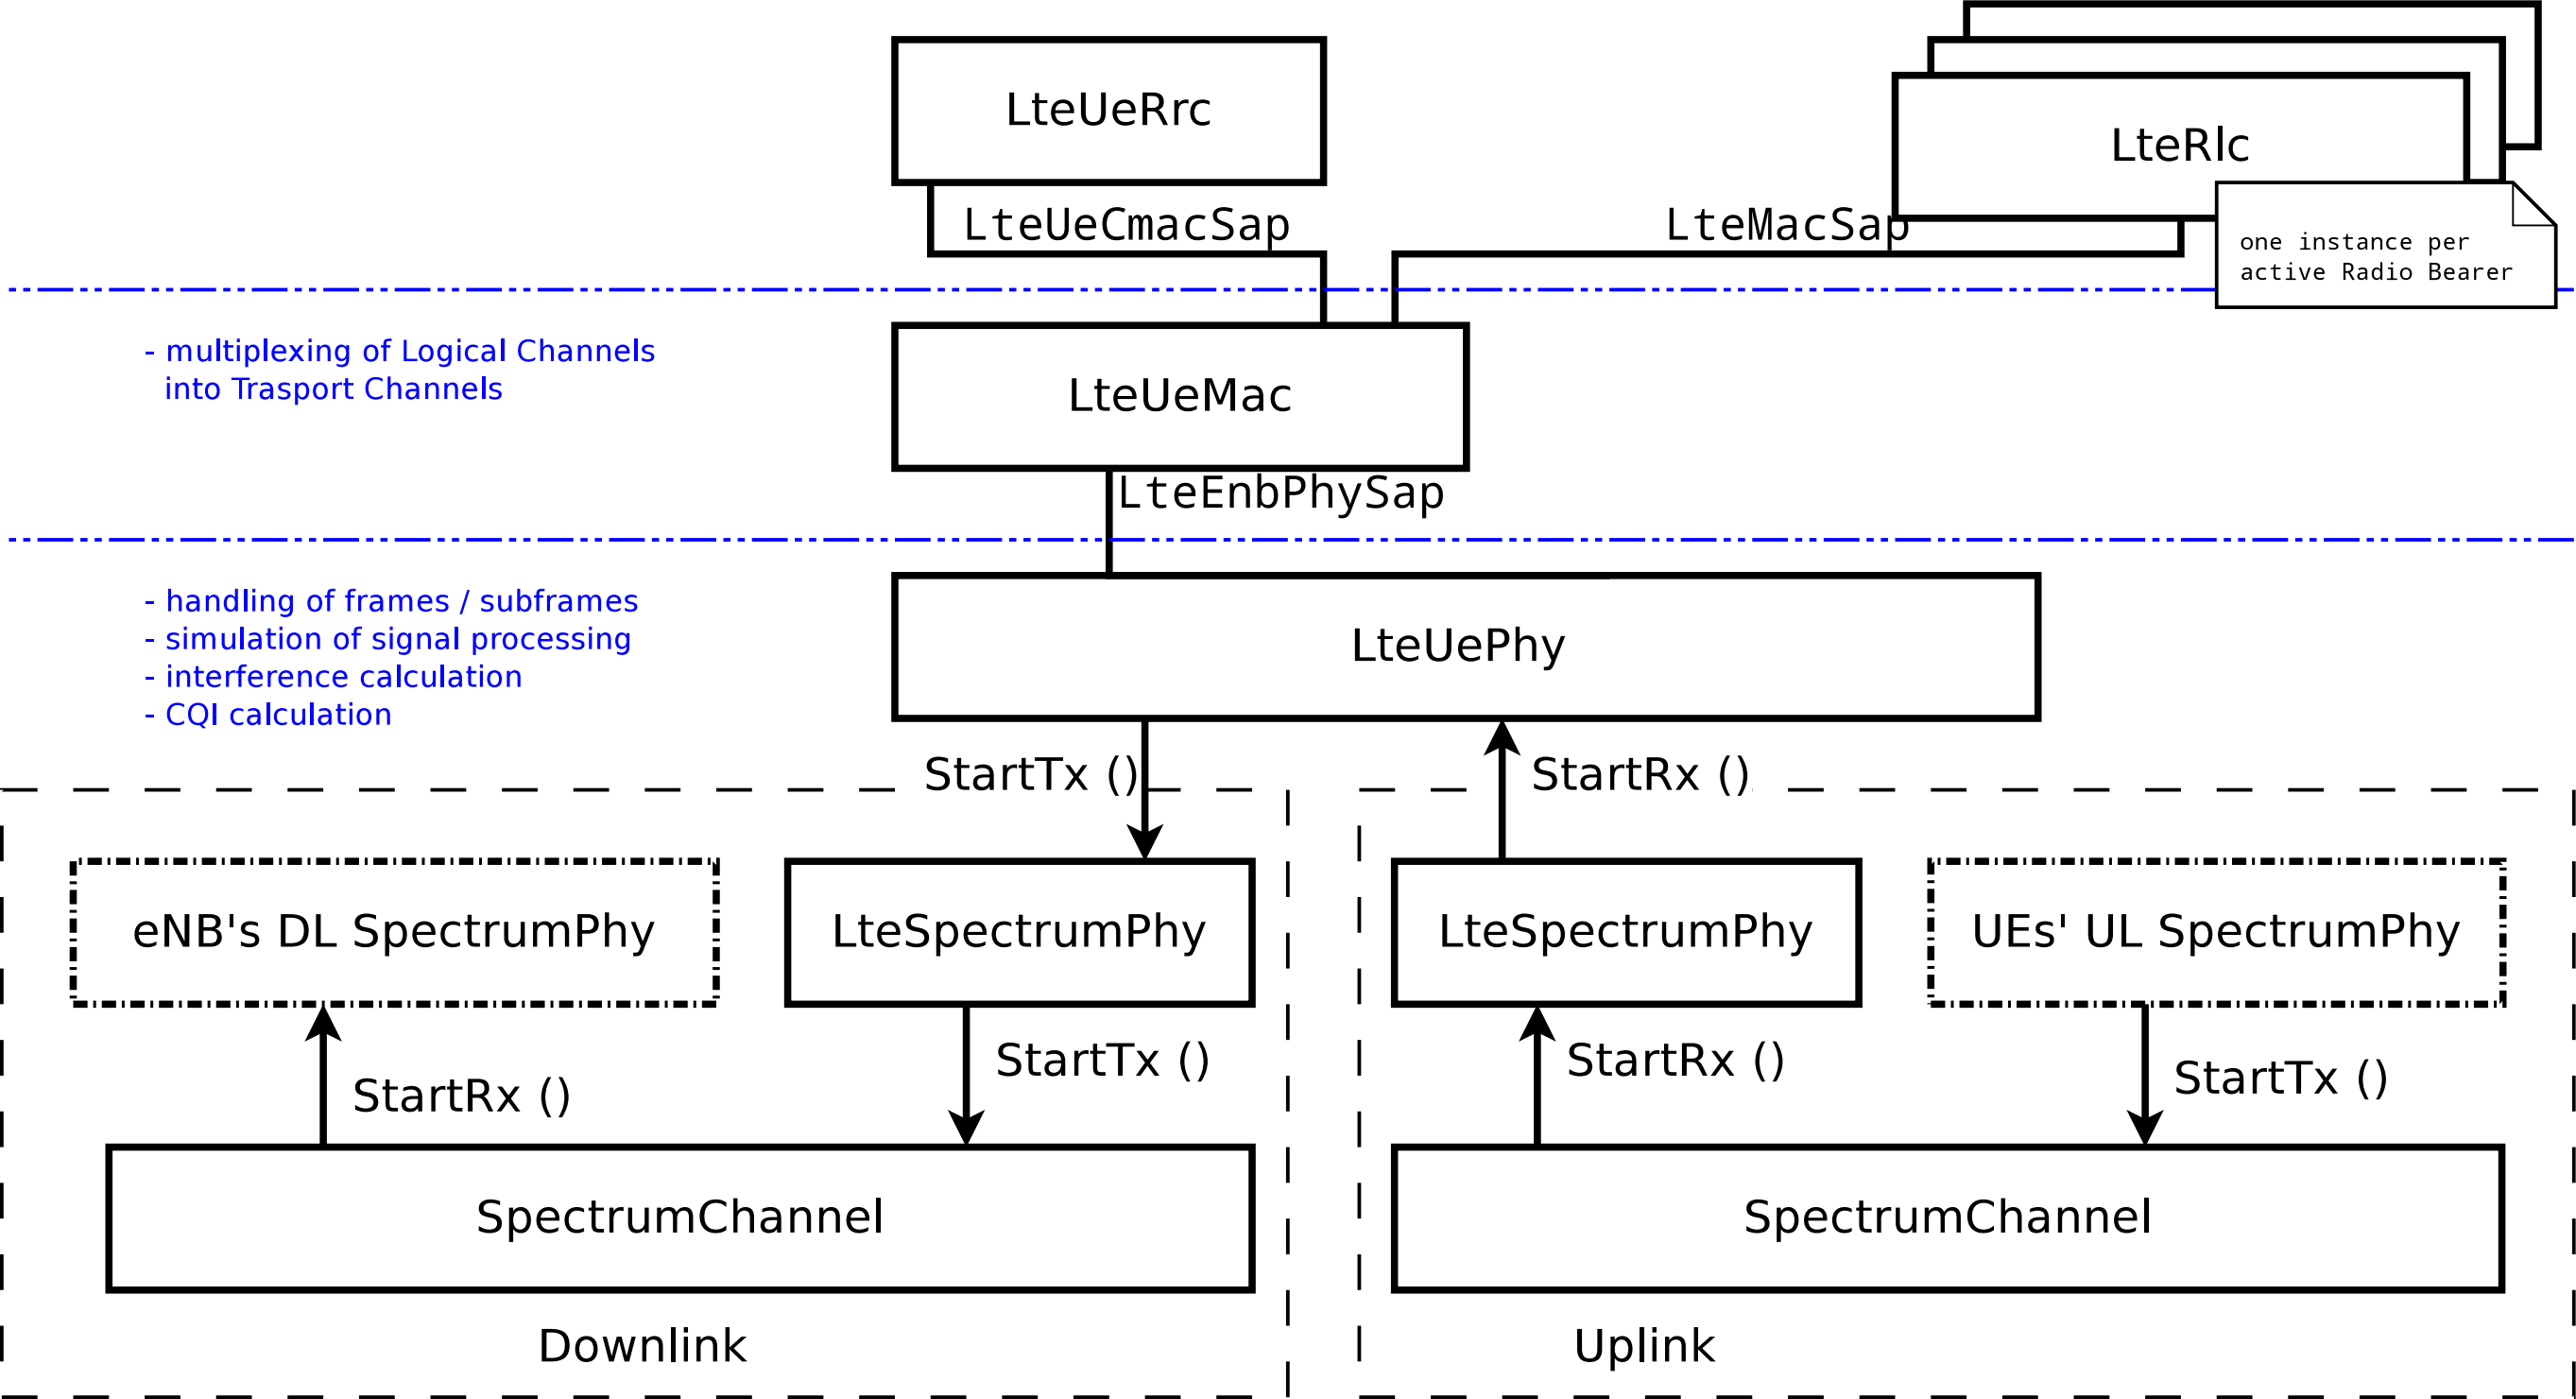 LteUeRrc
LteRlc
LteUeCmacSap
LteMacSap
one instance per
active Radio Bearer
- multiplexing of Logical Channels
into Trasport Channels
LteUeMac
LteEnbPhySap
- handling of frames / subframes
- simulation of signal processing
- interference calculation
- CQI calculation
LteUePhy
StartTx ()
StartRx ()
eNB's DL SpectrumPhy
LteSpectrumPhy
LteSpectrumPhy
UEs' UL SpectrumPhy
StartRx ()
StartTx ()
StartRx ()
StartTx ()
SpectrumChannel
SpectrumChannel
Downlink
Uplink